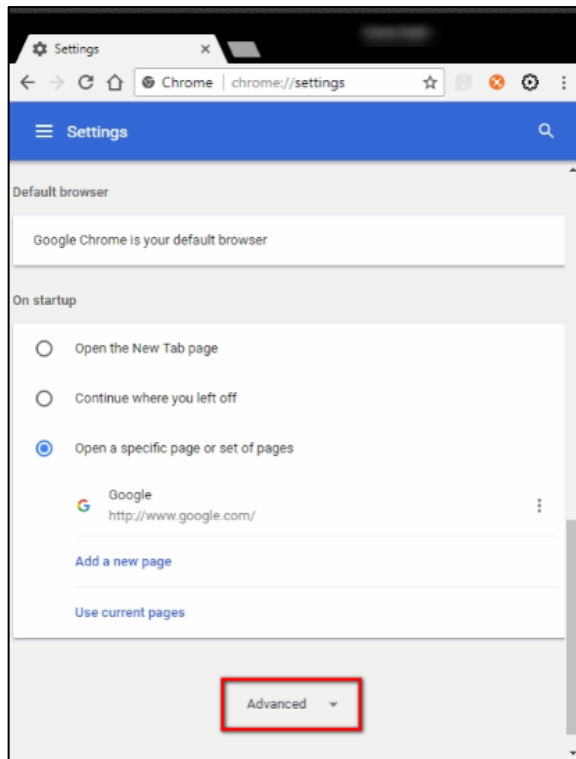 Settings
Chrome | chrome://settings
Settings
Default browser
Google Chrome is your default browser
On startup
Open the New Tab page
Continue where you left off
Open a specific page or set of pages
Google
http://www.google.com/
Add a new page
Use current pages
Advanced